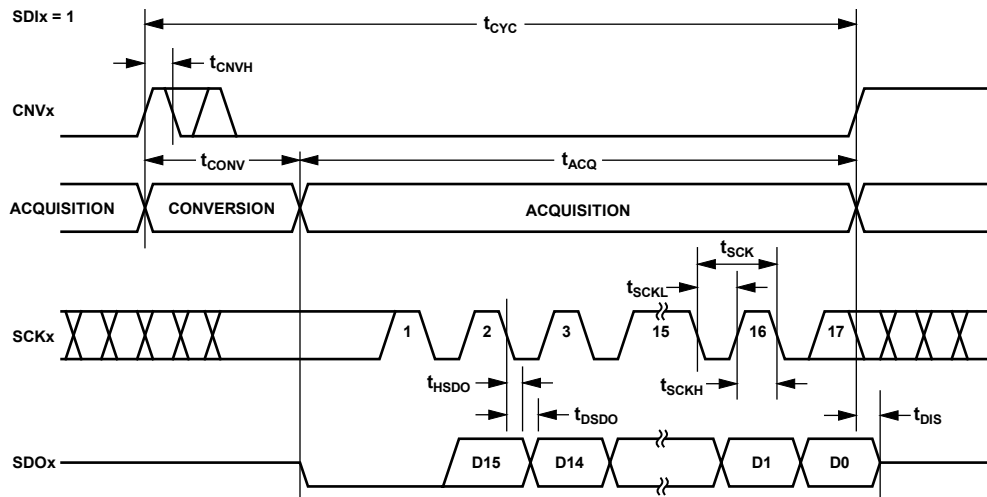 SDIx = 1
tCYC
tCNVH
CNVx
tCONV
tACQ
ACQUISITION
CONVERSION
ACQUISITION
tSCK
tSCKL
SCKx
1
2
3
15
16
17
tHSDO
tSCKH
tDSDO
tDIS
SDOx
D15
D14
D1
D0